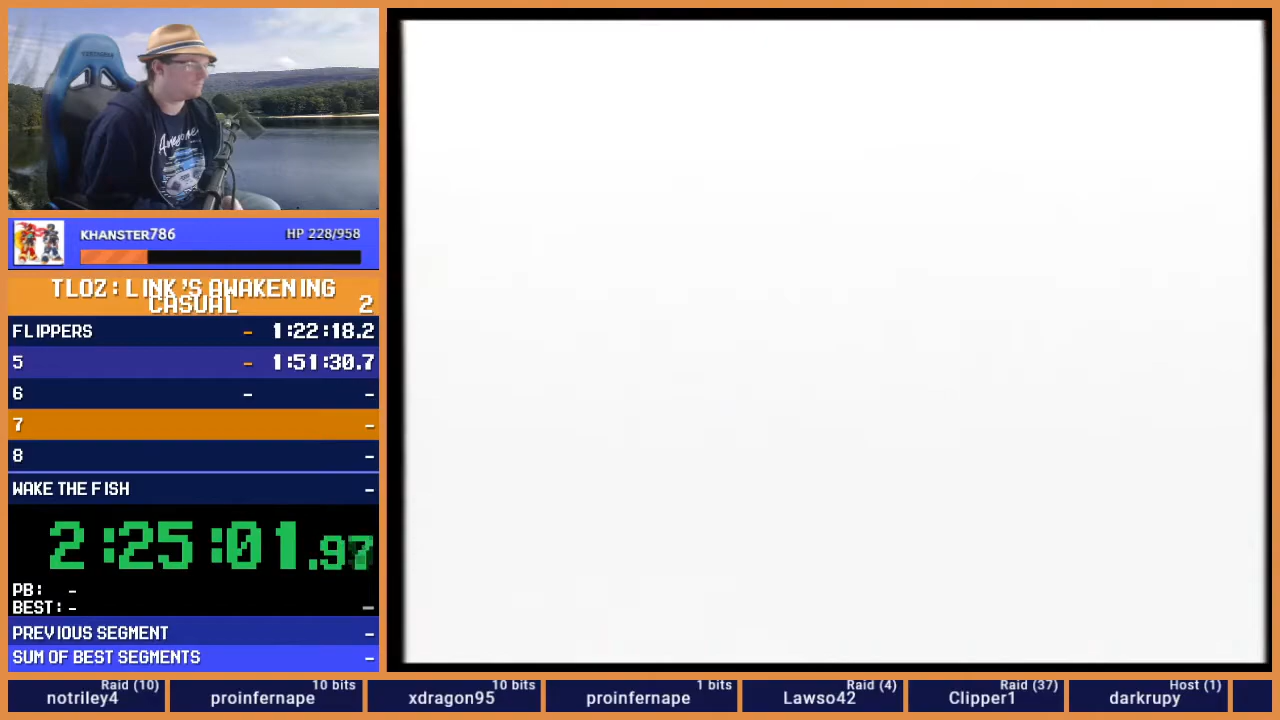 Awesome
KHANSTER786 HP 228/958
TLOZ: LINK'S AWAKENING
CASUAL 2
FLIPPERS - 1:22:18.2
5 - 1:51:30.7
6 - -
7 -
8 -
WAKE THE FISH -
2:25:01.97
PB: -
BEST: - -
PREVIOUS SEGMENT -
SUM OF BEST SEGMENTS -
Raid (10) 10 bits 10 bits 1 bits Raid (4) Raid (37) Host (1)
notriley4 proinfernape xdragon95 proinfernape Lawso42 Clipper1 darkrupy